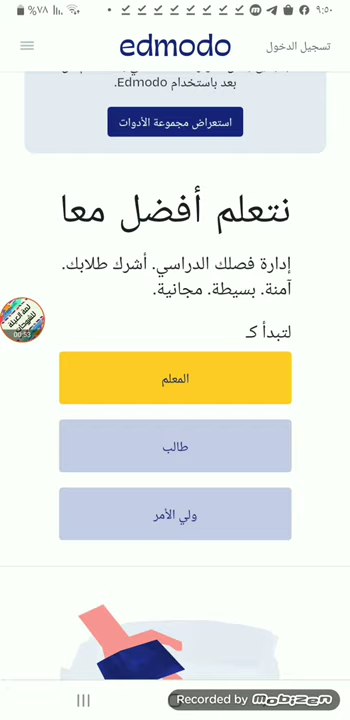 ٩:٥٠
٪٧٨
edmodo
تسجيل الدخول
بعد باستخدام Edmodo.
استعراض مجموعة الأدوات
نتعلم أفضل معا
إدارة فصلك الدراسي. أشرك طلابك.
آمنة. بسيطة. مجانية.
لتبدأ كـ
00:53
المعلم
طالب
ولي الأمر
Recorded by mobizen